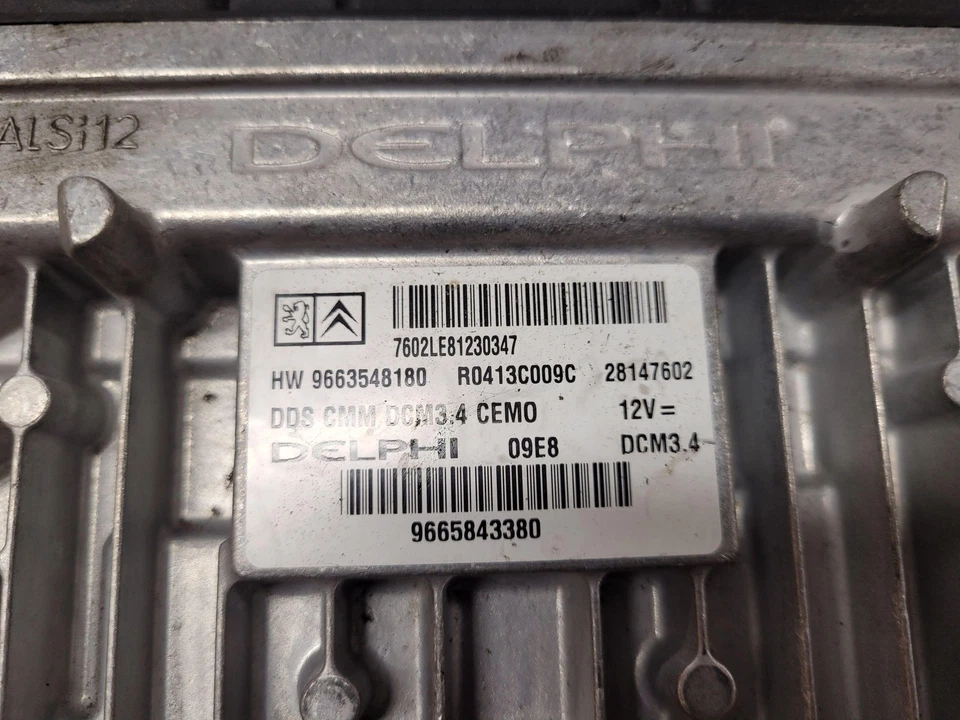 ALSi12
DELPHI
7602LE81230347
HW 9663548180 R0413C009C 28147602
DDS CMM DCM3.4 CEMO 12V =
DELPHI 09E8 DCM3.4
9665843380